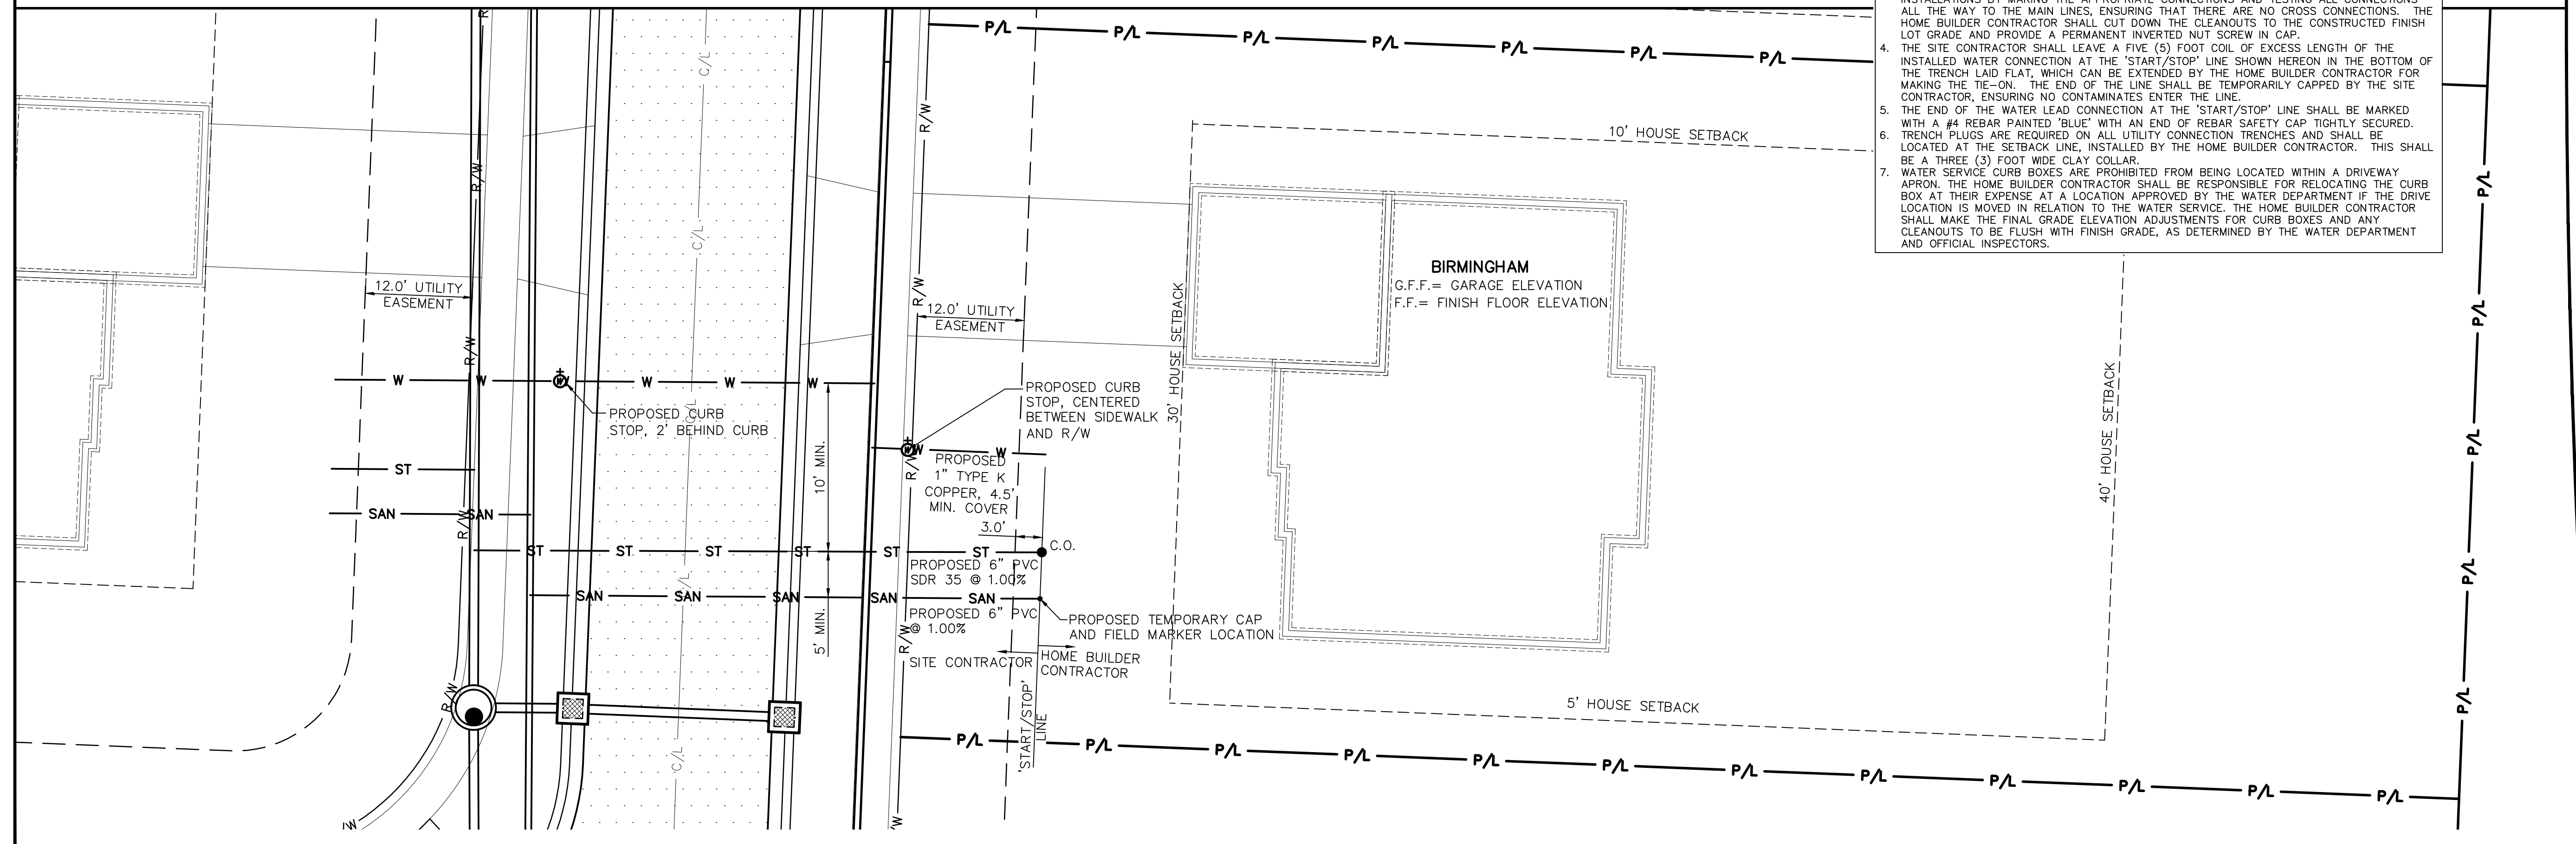 INSTALLATIONS BY MAKING THE APPROPRIATE CONNECTIONS AND TESTING ALL CONNECTIONS
ALL THE WAY TO THE MAIN LINES, ENSURING THAT THERE ARE NO CROSS CONNECTIONS. THE
HOME BUILDER CONTRACTOR SHALL CUT DOWN THE CLEANOUTS TO THE CONSTRUCTED FINISH
LOT GRADE AND PROVIDE A PERMANENT INVERTED NUT SCREW IN CAP.
4. THE SITE CONTRACTOR SHALL LEAVE A FIVE (5) FOOT COIL OF EXCESS LENGTH OF THE
INSTALLED WATER CONNECTION AT THE 'START/STOP' LINE SHOWN HEREON IN THE BOTTOM OF
THE TRENCH LAID FLAT, WHICH CAN BE EXTENDED BY THE HOME BUILDER CONTRACTOR FOR
MAKING THE TIE-ON. THE END OF THE LINE SHALL BE TEMPORARILY CAPPED BY THE SITE
CONTRACTOR, ENSURING NO CONTAMINATES ENTER THE LINE.
5. THE END OF THE WATER LEAD CONNECTION AT THE 'START/STOP' LINE SHALL BE MARKED
WITH A #4 REBAR PAINTED 'BLUE' WITH AN END OF REBAR SAFETY CAP TIGHTLY SECURED.
6. TRENCH PLUGS ARE REQUIRED ON ALL UTILITY CONNECTION TRENCHES AND SHALL BE
LOCATED AT THE SETBACK LINE, INSTALLED BY THE HOME BUILDER CONTRACTOR. THIS SHALL
BE A THREE (3) FOOT WIDE CLAY COLLAR.
7. WATER SERVICE CURB BOXES ARE PROHIBITED FROM BEING LOCATED WITHIN A DRIVEWAY
APRON. THE HOME BUILDER CONTRACTOR SHALL BE RESPONSIBLE FOR RELOCATING THE CURB
BOX AT THEIR EXPENSE AT A LOCATION APPROVED BY THE WATER DEPARTMENT IF THE DRIVE
LOCATION IS MOVED IN RELATION TO THE WATER SERVICE. THE HOME BUILDER CONTRACTOR
SHALL MAKE THE FINAL GRADE ELEVATION ADJUSTMENTS FOR CURB BOXES AND ANY
CLEANOUTS TO BE FLUSH WITH FINISH GRADE, AS DETERMINED BY THE WATER DEPARTMENT
AND OFFICIAL INSPECTORS.
P/L P/L P/L P/L P/L P/L P/L
10' HOUSE SETBACK
BIRMINGHAM
G.F.F.= GARAGE ELEVATION
F.F.= FINISH FLOOR ELEVATION
30' HOUSE SETBACK
40' HOUSE SETBACK
5' HOUSE SETBACK
P/L
P/L
P/L
P/L
P/L
12.0' UTILITY
EASEMENT
12.0' UTILITY
EASEMENT
R/W
R/W
R/W
R/W
R/W
R/W
R/W
R/W
R/W
R/W
C/L
C/L
C/L
C/L
C/L
W W W W W W
PROPOSED CURB
STOP, 2' BEHIND CURB
PROPOSED CURB
STOP, CENTERED
BETWEEN SIDEWALK
AND R/W
W W
PROPOSED
1" TYPE K
COPPER, 4.5'
MIN. COVER
3.0'
10' MIN.
ST
SAN SAN
ST ST ST ST ST ST
C.O.
PROPOSED 6" PVC
SDR 35 @ 1.00%
SAN SAN SAN SAN SAN
PROPOSED 6" PVC
@ 1.00%
5' MIN.
PROPOSED TEMPORARY CAP
AND FIELD MARKER LOCATION
SITE CONTRACTOR
HOME BUILDER
CONTRACTOR
'START/STOP'
LINE
P/L P/L P/L P/L P/L P/L P/L P/L P/L P/L P/L P/L